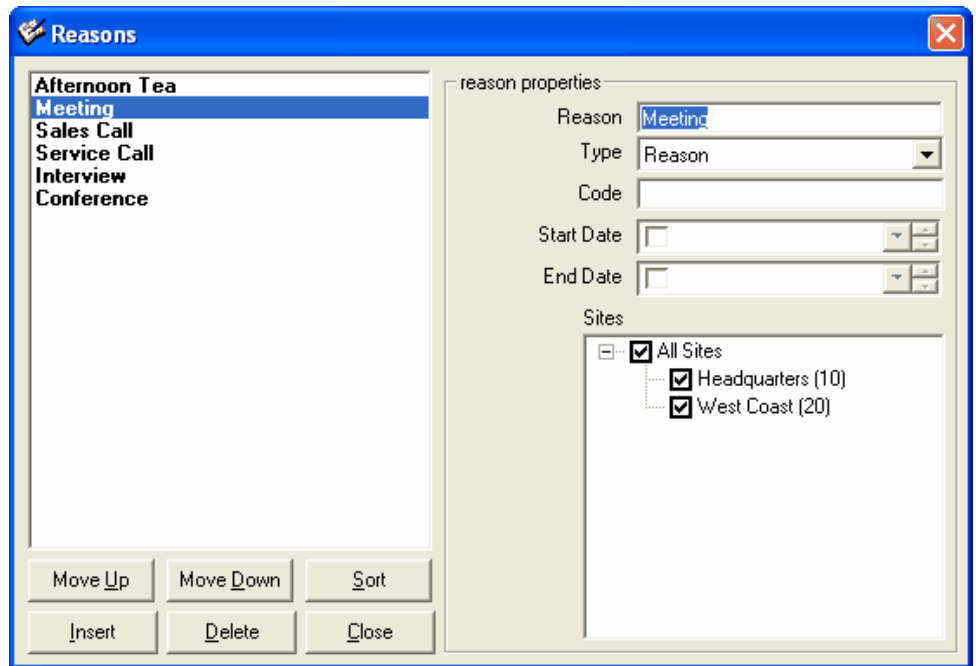 Reasons
Afternoon Tea
Meeting
Sales Call
Service Call
Interview
Conference
Move Up
Move Down
Sort
Insert
Delete
Close
reason properties
Reason
Meeting
Type
Reason
Code
Start Date
End Date
Sites
All Sites
Headquarters (10)
West Coast (20)